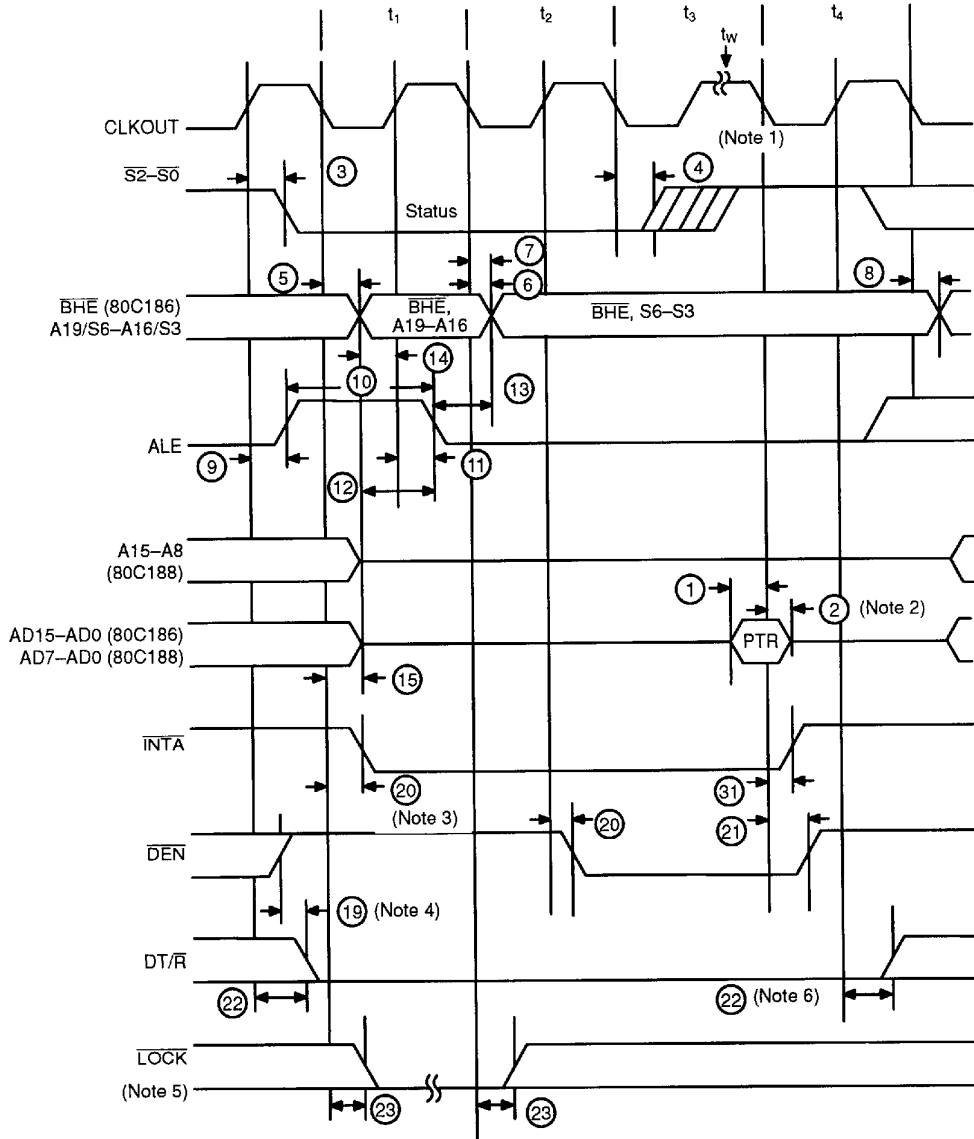 t1 t2 t3 t4
tW
CLKOUT
(Note 1)
S2–S0
3
4
Status
7
5
6
8
BHE (80C186)
A19/S6–A16/S3
BHE,
A19–A16
BHE, S6–S3
14
10
13
ALE
9
11
12
A15–A8
(80C188)
1
2 (Note 2)
AD15–AD0 (80C186)
AD7–AD0 (80C188)
PTR
15
INTA
20
31
(Note 3)
20
21
DEN
19 (Note 4)
DT/R
22
22 (Note 6)
LOCK
(Note 5)
23
23